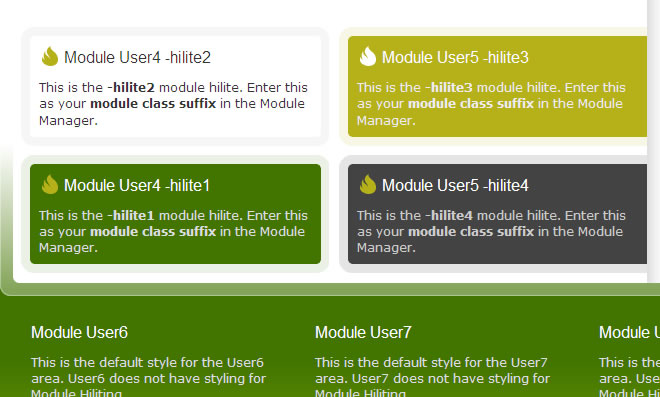 Module User4 -hilite2
This is the -hilite2 module hilite. Enter this
as your module class suffix in the Module
Manager.
Module User5 -hilite3
This is the -hilite3 module hilite. Enter this
as your module class suffix in the Module
Manager.
Module User4 -hilite1
This is the -hilite1 module hilite. Enter this
as your module class suffix in the Module
Manager.
Module User5 -hilite4
This is the -hilite4 module hilite. Enter this
as your module class suffix in the Module
Manager.
Module User6
This is the default style for the User6
area. User6 does not have styling for
Module Hiliting
Module User7
This is the default style for the User7
area. User7 does not have styling for
Module Hiliting
Module
This is the
area.
Module